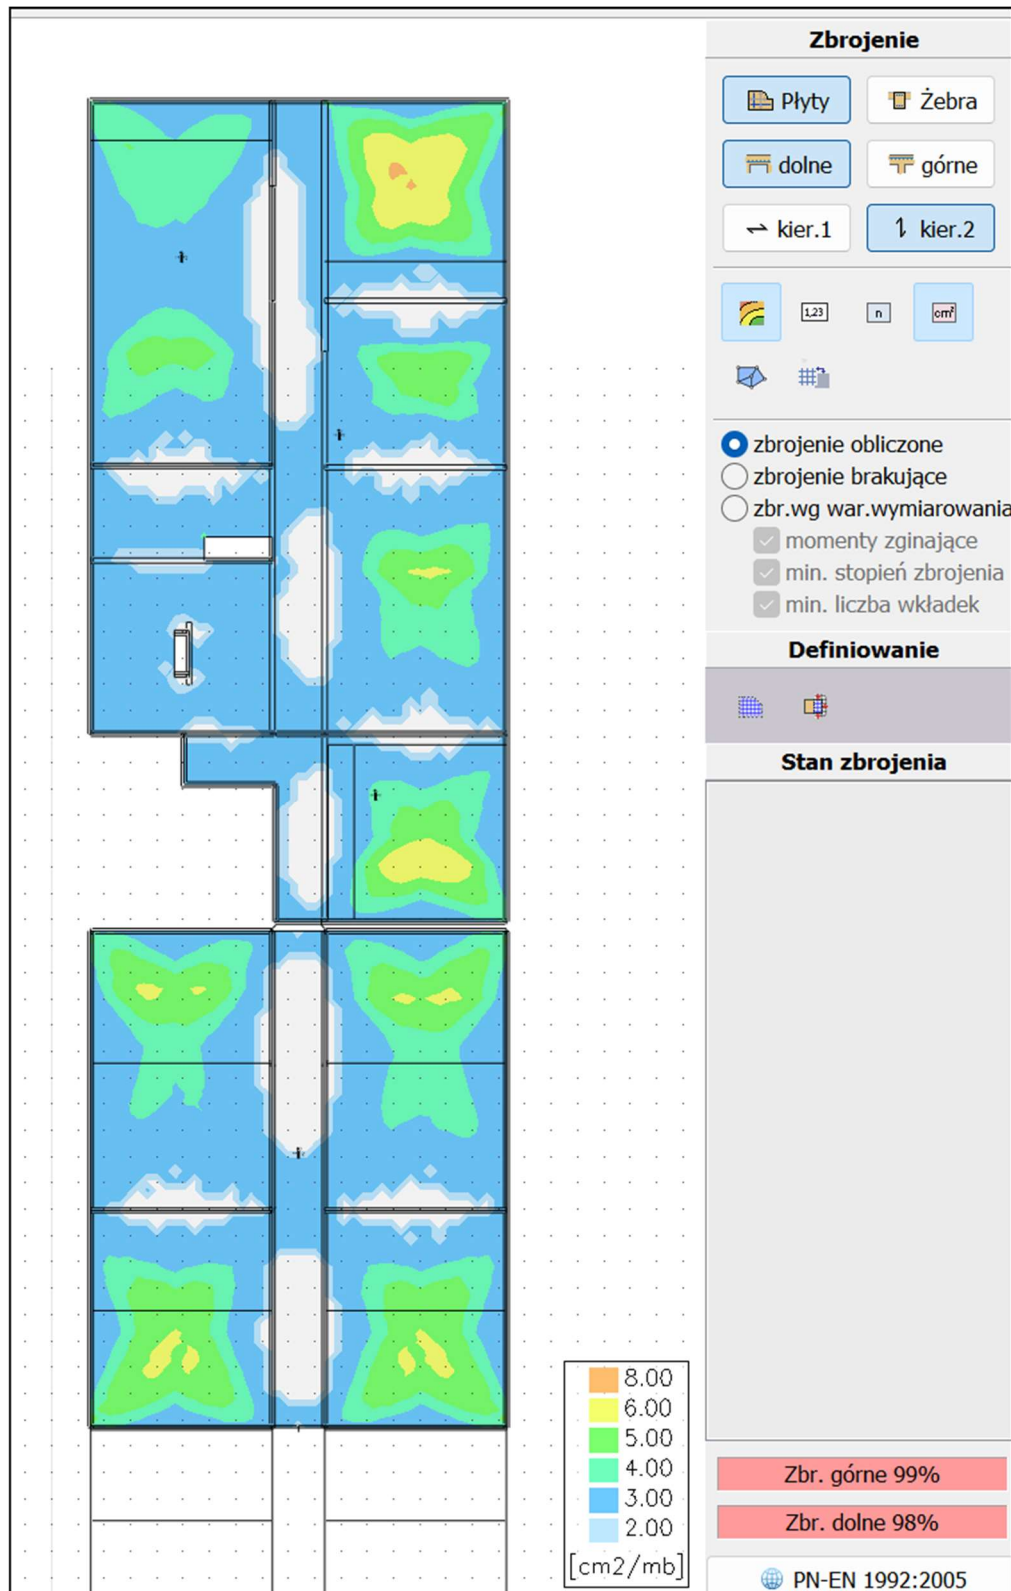 Zbrojenie
Płyty
Żebra
dolne
górne
kier.1
kier.2
1,23
n
cm²
zbrojenie obliczone
zbrojenie brakujące
zbr.wg war.wymiarowania
momenty zginające
min. stopień zbrojenia
min. liczba wkładek
Definiowanie
Stan zbrojenia
8.00
6.00
5.00
4.00
3.00
2.00
[cm2/mb]
Zbr. górne 99%
Zbr. dolne 98%
PN-EN 1992:2005